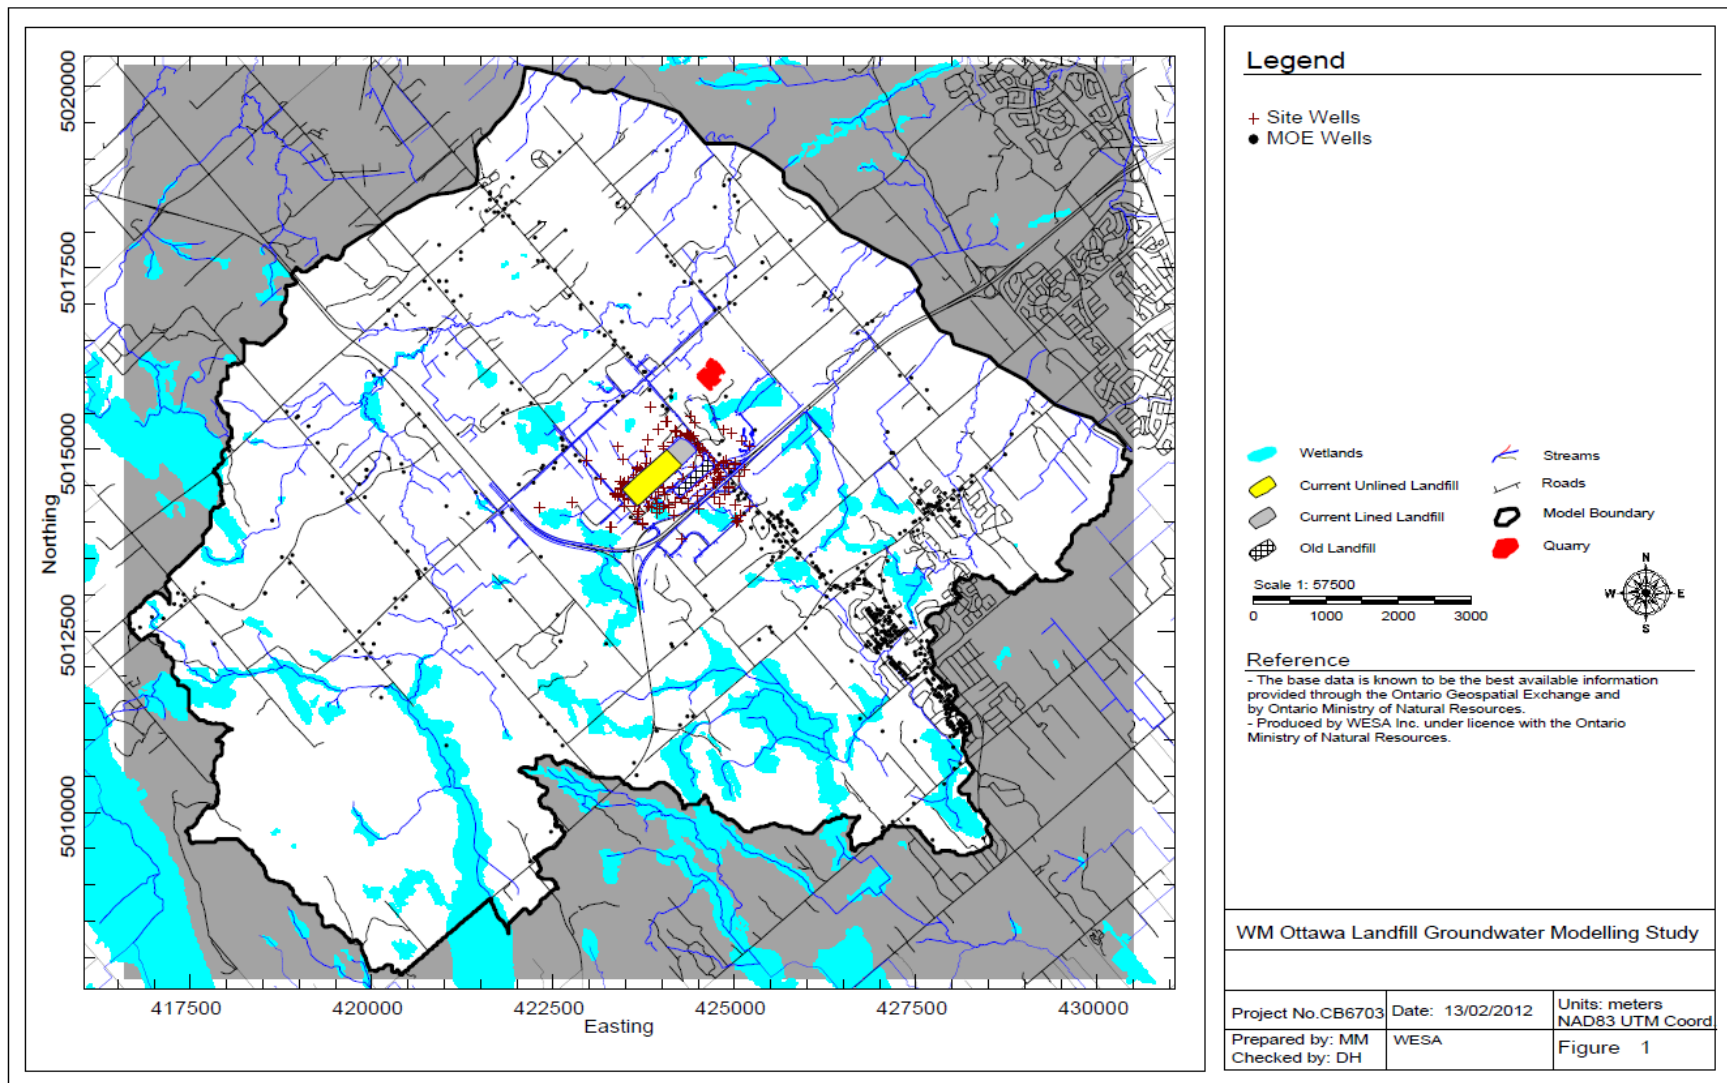 5020000
5017500
5015000
5012500
5010000
Northing
417500 420000 422500 425000 427500 430000
Easting
Legend
Site Wells
MOE Wells
Wetlands
Current Unlined Landfill
Current Lined Landfill
Old Landfill
Streams
Roads
Model Boundary
Quarry
Scale 1: 57500
0 1000 2000 3000
N
W E
S
Reference
- The base data is known to be the best available information
provided through the Ontario Geospatial Exchange and
by Ontario Ministry of Natural Resources.
- Produced by WESA Inc. under licence with the Ontario
Ministry of Natural Resources.
WM Ottawa Landfill Groundwater Modelling Study
Project No.CB6703
Date: 13/02/2012
Units: meters
NAD83 UTM Coord.
Prepared by: MM
Checked by: DH
WESA
Figure 1